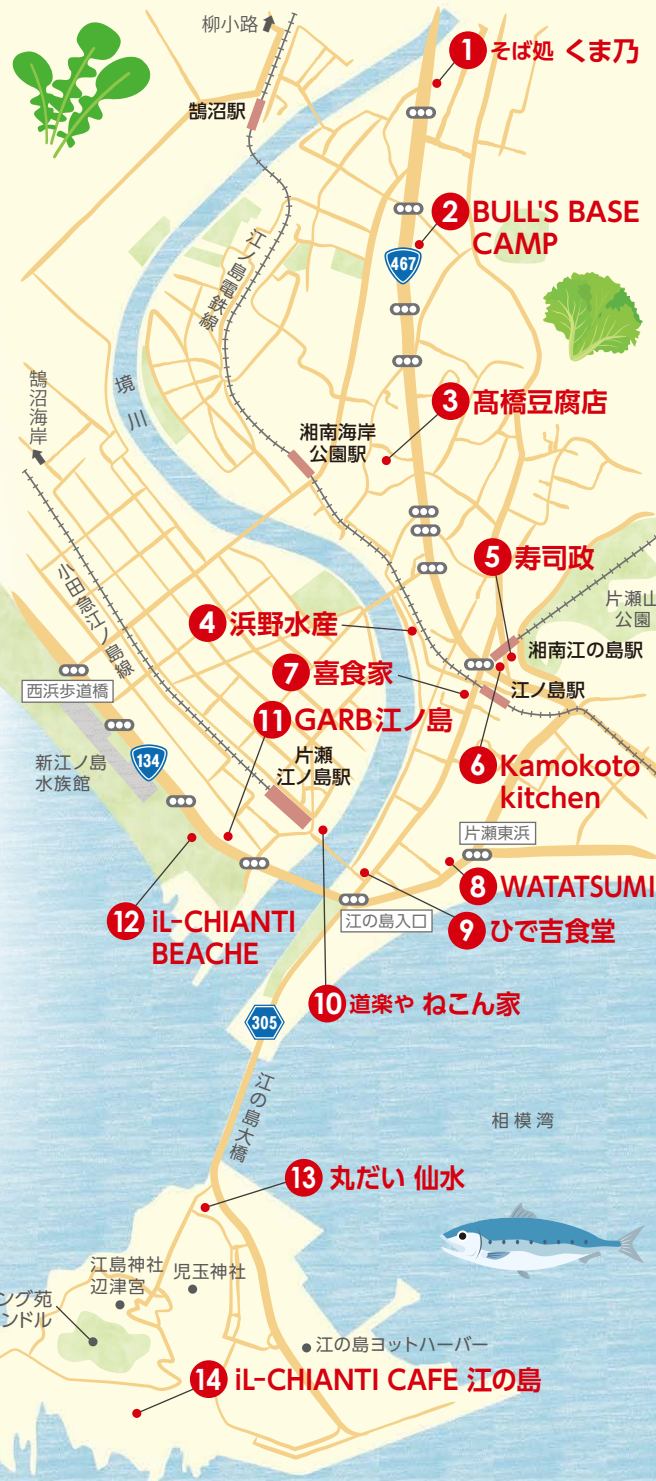 柳小路
1 そば処 くま乃
鵠沼駅
2 BULL'S BASE
CAMP
467
江ノ島電鉄線
鵠沼海岸
境川
3 髙橋豆腐店
湘南海岸
公園駅
5 寿司政
小田急江ノ島線
片瀬山
公園
4 浜野水産
湘南江の島駅
7 喜食家
江ノ島駅
西浜歩道橋
11 GARB江ノ島
新江ノ島
水族館
134
片瀬
江ノ島駅
6 Kamokoto
kitchen
片瀬東浜
8 WATATSUMI
12 iL-CHIANTI
BEACHE
江の島入口
9 ひで吉食堂
10 道楽や ねこん家
305
江の島大橋
相模湾
13 丸だい 仙水
江島神社
辺津宮
児玉神社
ング苑
ンドル
江の島ヨットハーバー
14 iL-CHIANTI CAFE 江の島